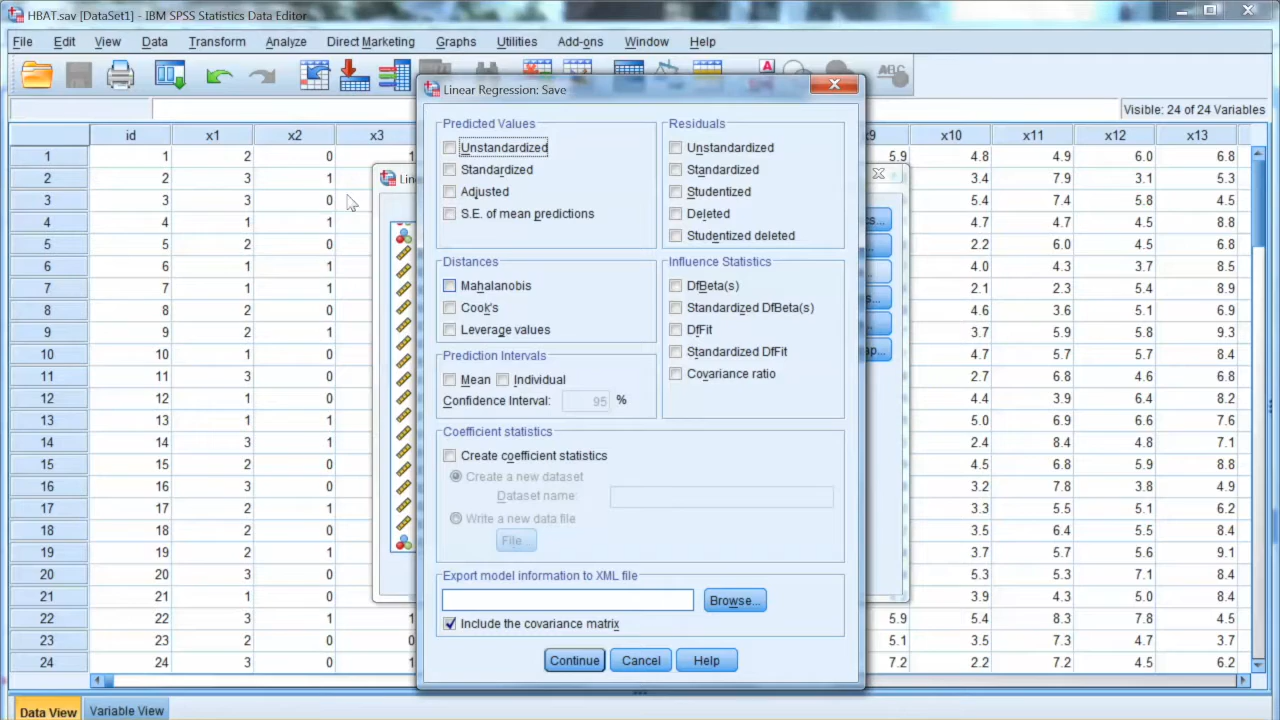 HBAT.sav [DataSet1] - IBM SPSS Statistics Data Editor
File Edit View Data Transform Analyze Direct Marketing Graphs Utilities Add-ons Window Help
Visible: 24 of 24 Variables
id x1 x2 x3 x10 x11 x12 x13
1 1 2 0 1 5.9 4.8 4.9 6.0 6.8
2 2 3 1 3.4 7.9 3.1 5.3
3 3 3 0 5.4 7.4 5.8 4.5
4 4 1 1 4.7 4.7 4.5 8.8
5 5 2 0 2.2 6.0 4.5 6.8
6 6 1 1 4.0 4.3 3.7 8.5
7 7 1 1 2.1 2.3 5.4 8.9
8 8 2 0 4.6 3.6 5.1 6.9
9 9 2 1 3.7 5.9 5.8 9.3
10 10 1 0 4.7 5.7 5.7 8.4
11 11 3 0 2.7 6.8 4.6 6.8
12 12 1 0 4.4 3.9 6.4 8.2
13 13 1 1 5.0 6.9 6.6 7.6
14 14 3 1 2.4 8.4 4.8 7.1
15 15 2 0 4.5 6.8 5.9 8.8
16 16 3 0 3.2 7.8 3.8 4.9
17 17 2 1 3.3 5.5 5.1 6.2
18 18 2 0 3.5 6.4 5.5 8.4
19 19 2 1 3.7 5.7 5.6 9.1
20 20 3 0 5.3 5.3 7.1 8.4
21 21 1 0 3.9 4.3 5.0 8.4
22 22 3 1 1 5.9 5.4 8.3 7.8 4.5
23 23 2 0 0 5.1 3.5 7.3 4.7 3.7
24 24 3 0 1 7.2 2.2 7.2 4.5 6.2
Linear Regression: Save
Predicted Values
Unstandardized
Standardized
Adjusted
S.E. of mean predictions
Residuals
Unstandardized
Standardized
Studentized
Deleted
Studentized deleted
Distances
Mahalanobis
Cook's
Leverage values
Influence Statistics
DfBeta(s)
Standardized DfBeta(s)
DfFit
Standardized DfFit
Covariance ratio
Prediction Intervals
Mean Individual
Confidence Interval: 95 %
Coefficient statistics
Create coefficient statistics
Create a new dataset
Dataset name:
Write a new data file
File...
Export model information to XML file
Browse...
Include the covariance matrix
Continue Cancel Help
Data View Variable View